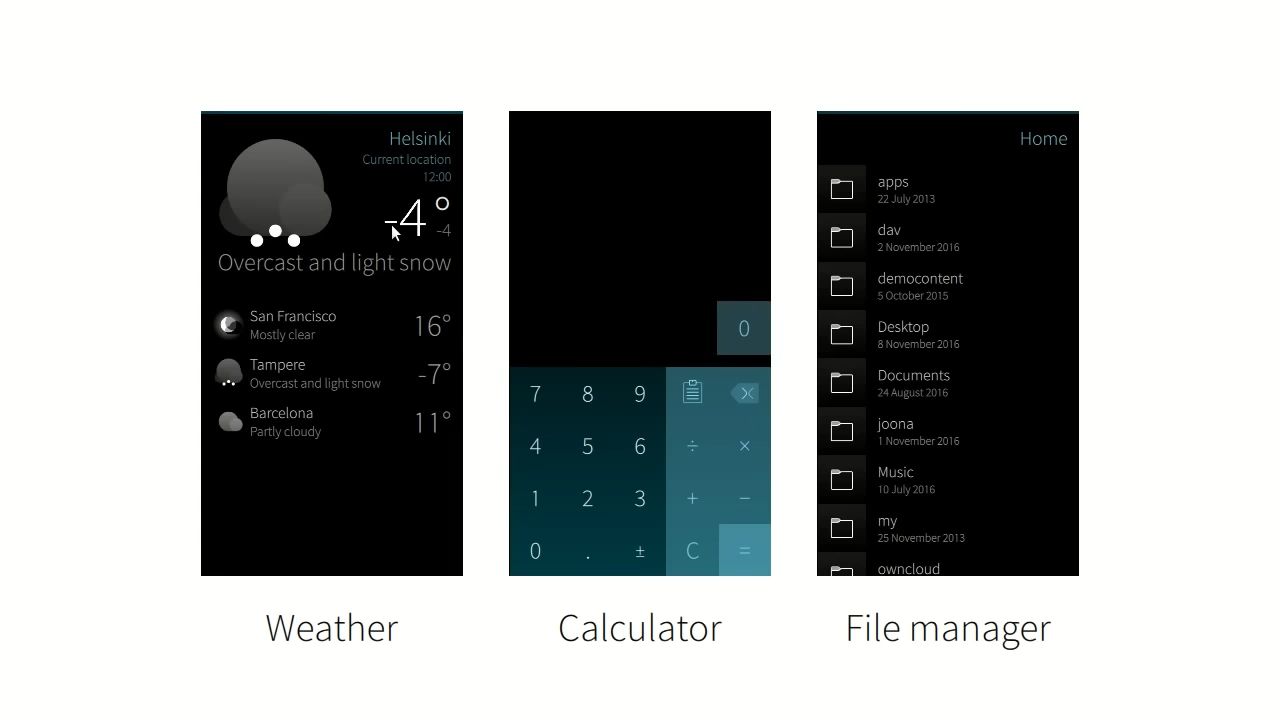 Helsinki
Current location
12:00
-4°
-4
Overcast and light snow
San Francisco
Mostly clear
16°
Tampere
Overcast and light snow
-7°
Barcelona
Partly cloudy
11°
Weather
0
7 8 9
4 5 6 ÷ ×
1 2 3 + −
0 . ± C =
Calculator
Home
apps
22 July 2013
dav
2 November 2016
democontent
5 October 2015
Desktop
8 November 2016
Documents
24 August 2016
joona
1 November 2016
Music
10 July 2016
my
25 November 2013
owncloud
File manager